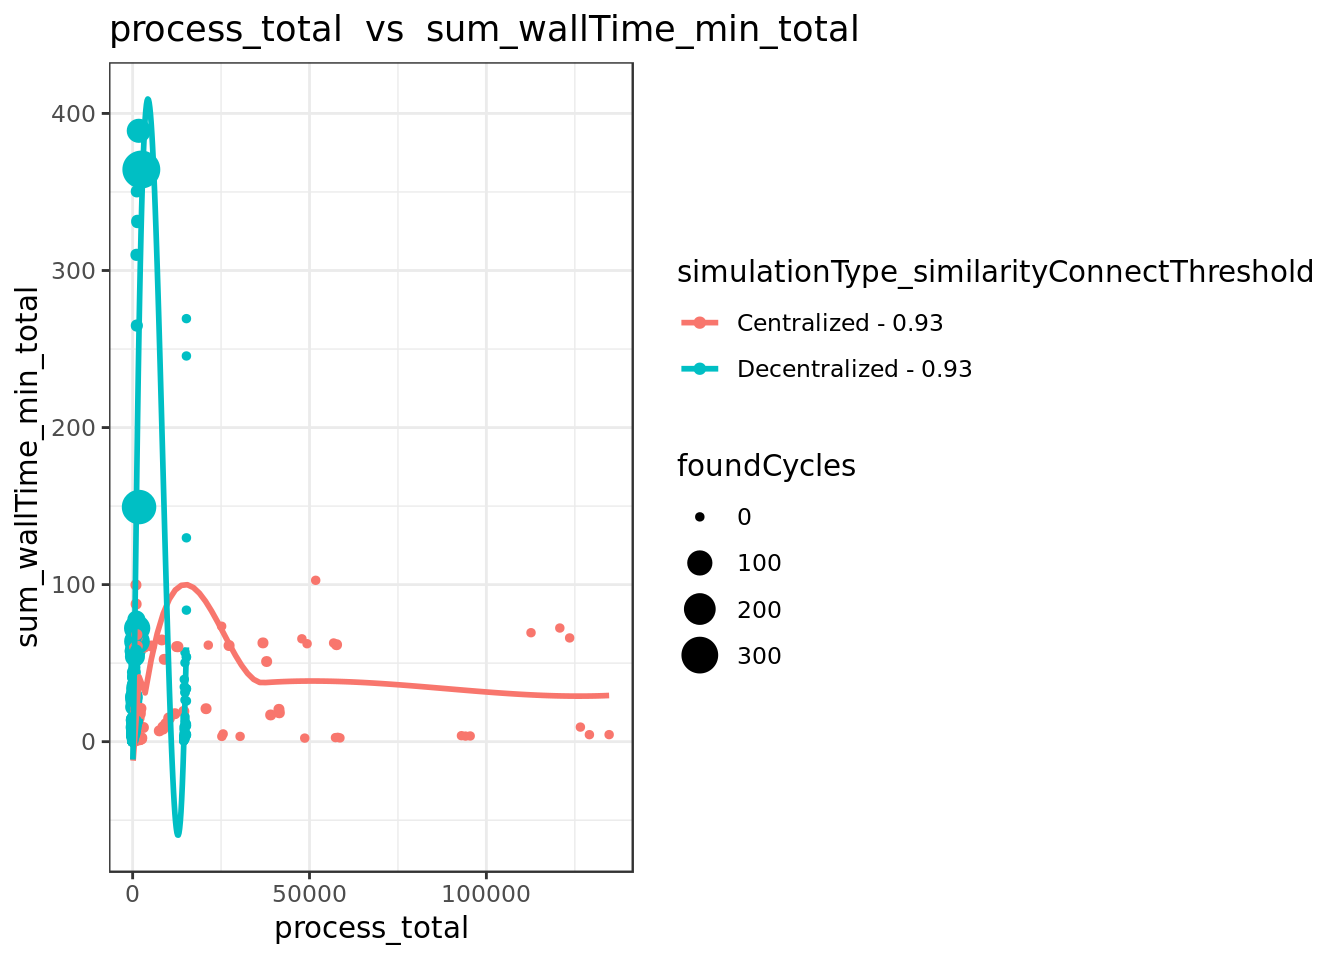 process_total  vs  sum_wallTime_min_total
sum_wallTime_min_total
400
300
200
100
0
0
50000
100000
process_total
simulationType_similarityConnectThreshold
Centralized - 0.93
Decentralized - 0.93
foundCycles
0
100
200
300